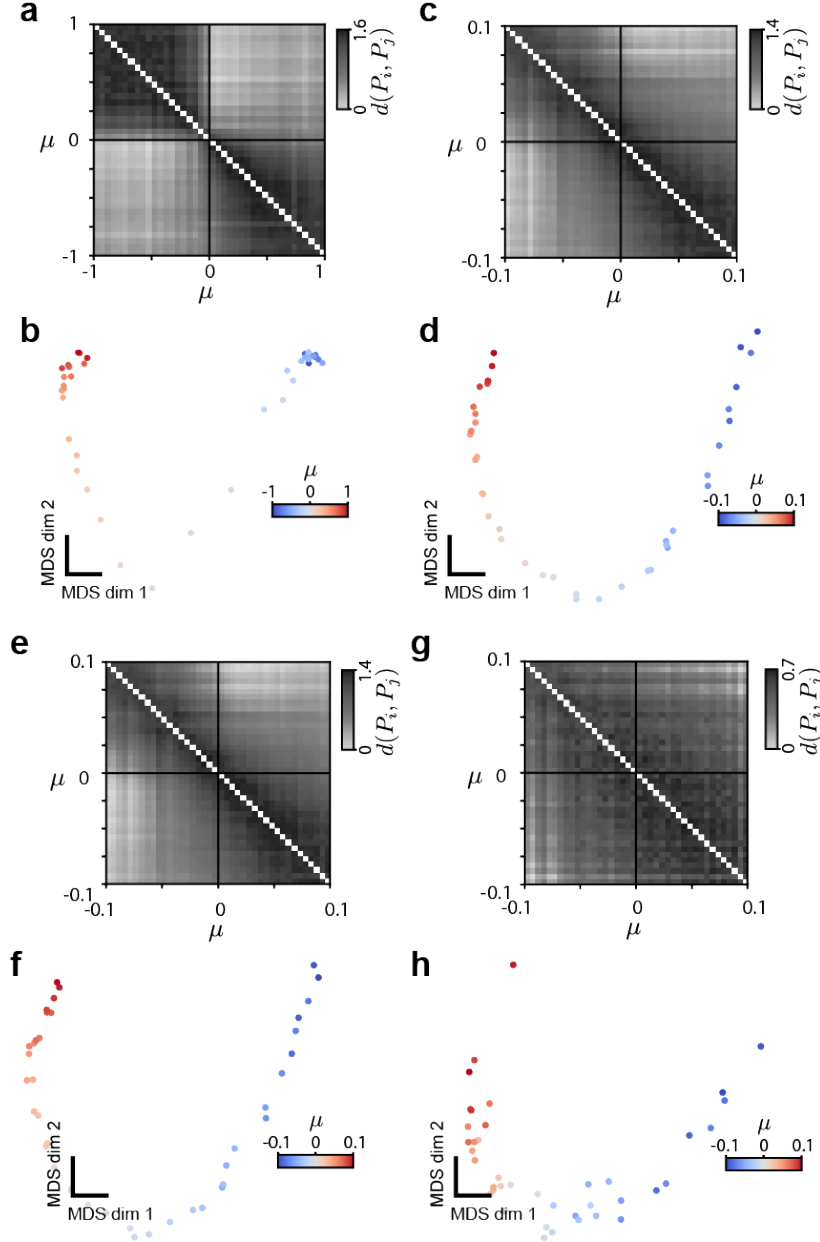 a
1
μ 0
-1
-1 0 1
μ
0 1.6
d(P_i, P_j)
c
0.1
μ 0
-0.1
-0.1 0 0.1
μ
0 1.4
d(P_i, P_j)
b
μ
-1 0 1
MDS dim 2
MDS dim 1
d
μ
-0.1 0 0.1
MDS dim 2
MDS dim 1
e
0.1
μ 0
-0.1
-0.1 0 0.1
μ
0 1.4
d(P_i, P_j)
g
0.1
μ 0
-0.1
-0.1 0 0.1
μ
0 0.7
d(P_i, P_j)
f
μ
-0.1 0 0.1
MDS dim 2
MDS dim 1
h
μ
-0.1 0 0.1
MDS dim 2
MDS dim 1